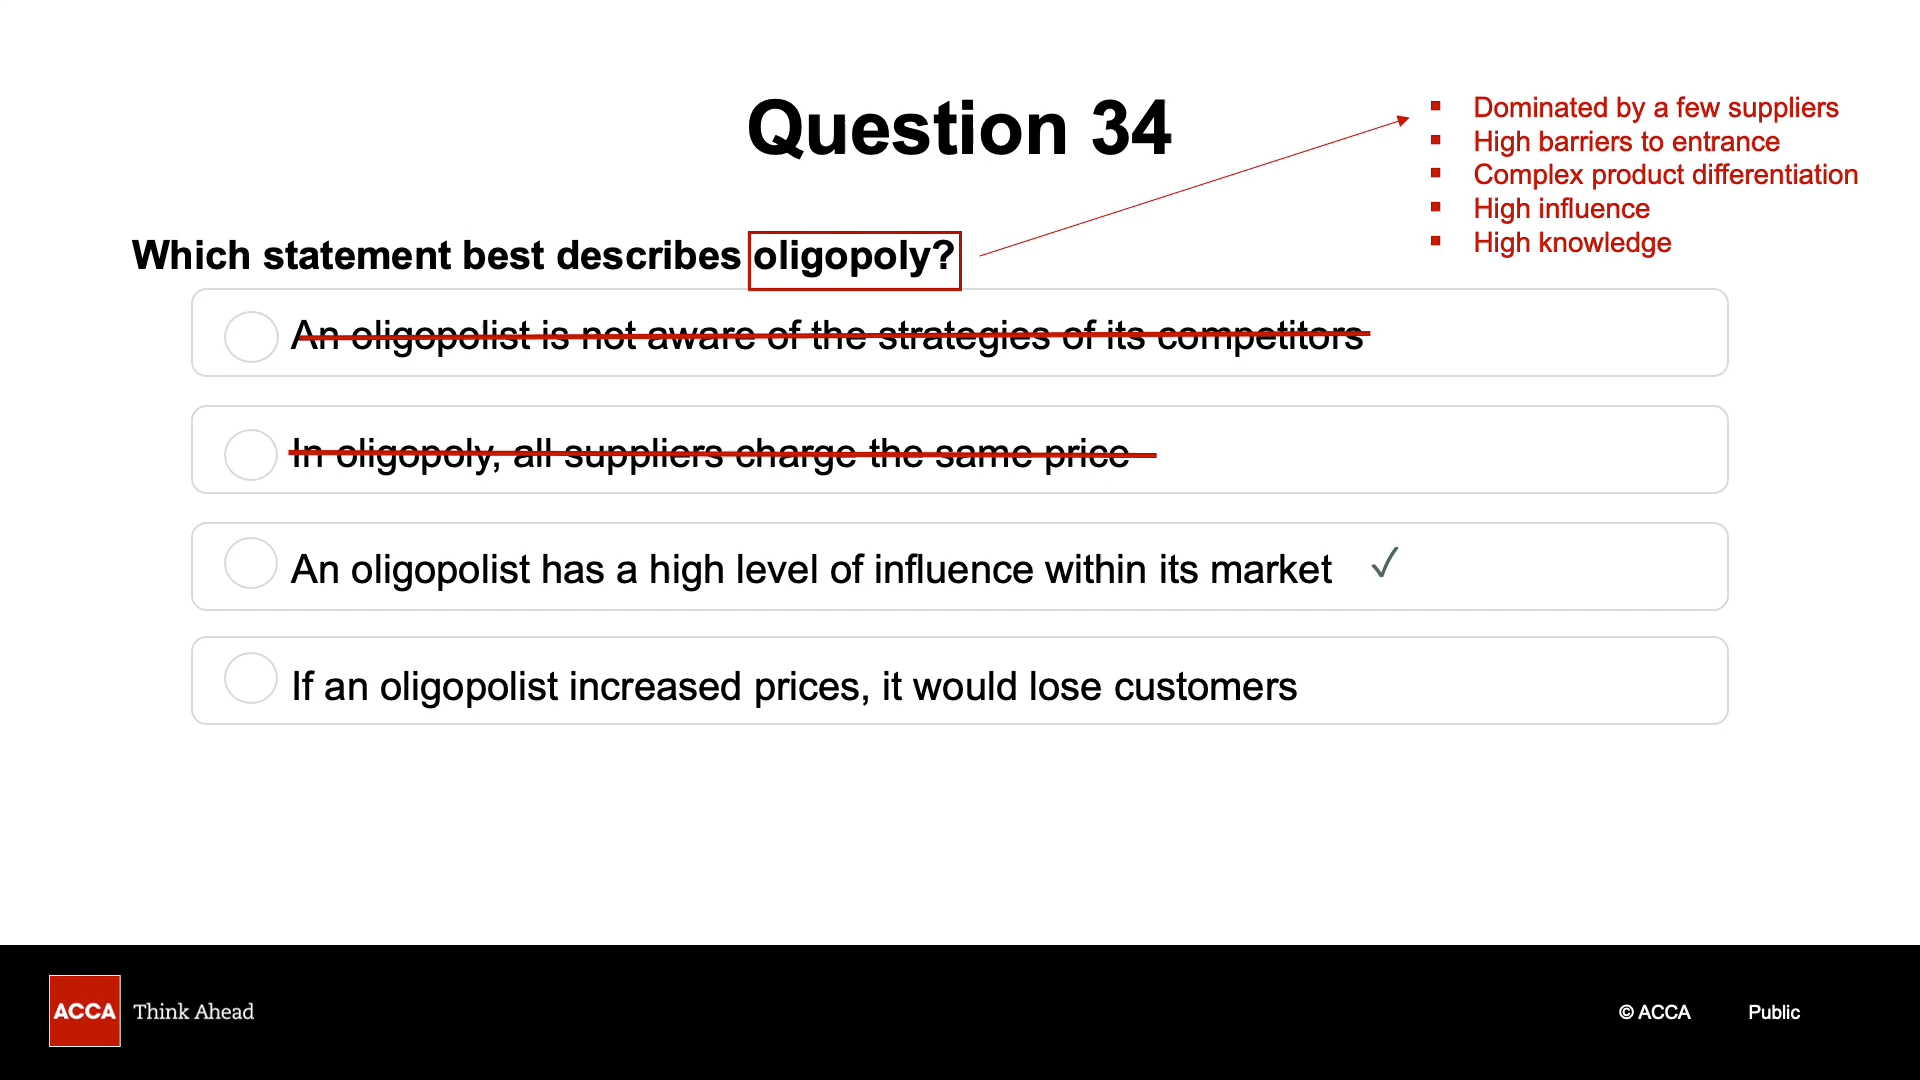 Question 34
Dominated by a few suppliers
High barriers to entrance
Complex product differentiation
High influence
High knowledge
Which statement best describes oligopoly?
An oligopolist is not aware of the strategies of its competitors
In oligopoly, all suppliers charge the same price
An oligopolist has a high level of influence within its market ✓
If an oligopolist increased prices, it would lose customers
ACCA Think Ahead
© ACCA Public